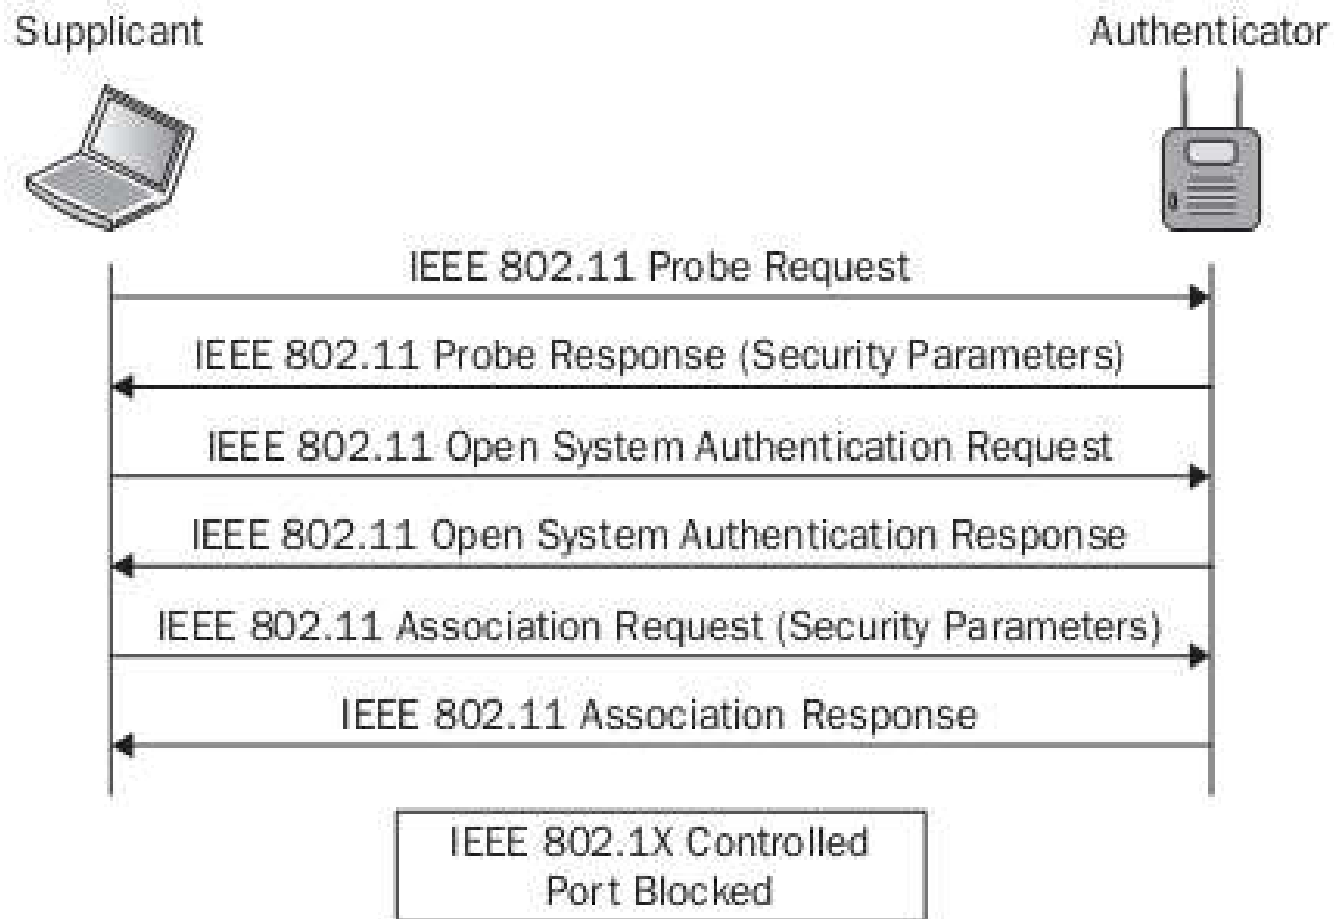 Supplicant
Authenticator
IEEE 802.11 Probe Request
IEEE 802.11 Probe Response (Security Parameters)
IEEE 802.11 Open System Authentication Request
IEEE 802.11 Open System Authentication Response
IEEE 802.11 Association Request (Security Parameters)
IEEE 802.11 Association Response
IEEE 802.1X Controlled
Port Blocked